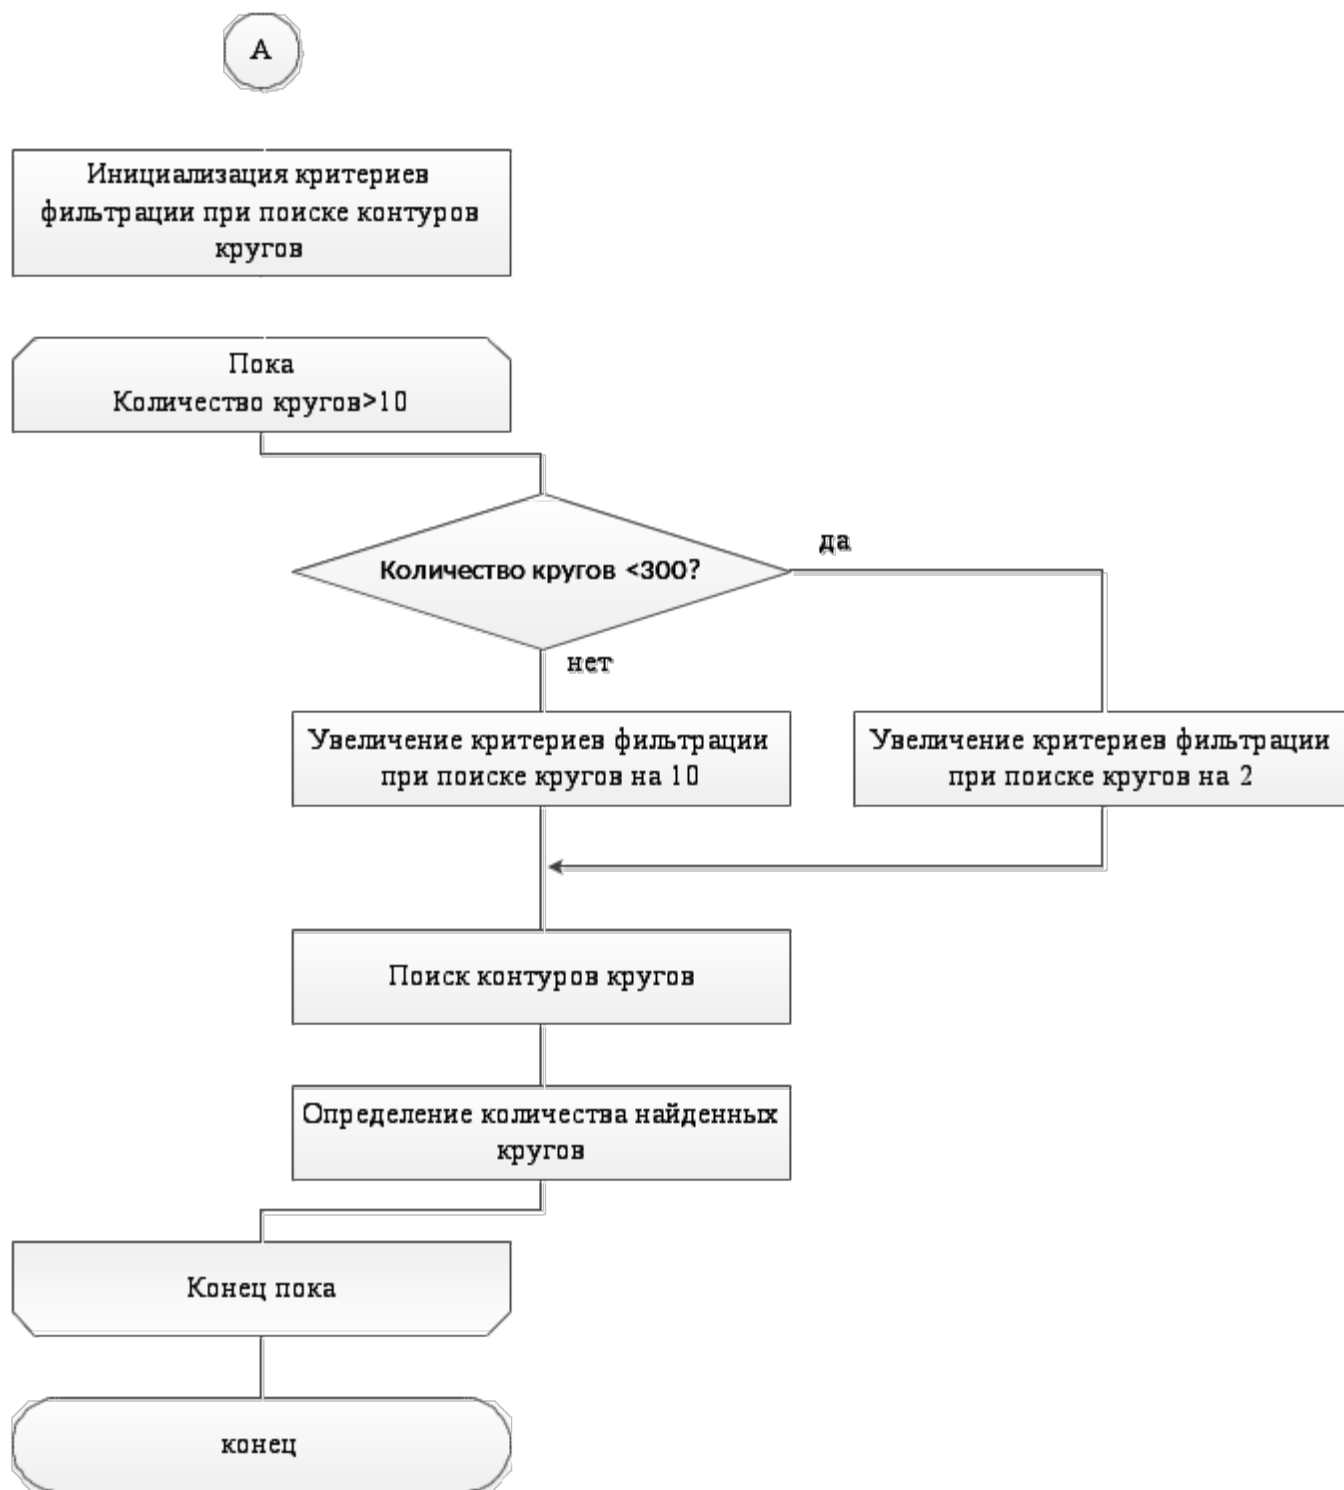 А
Инициализация критериев
фильтрации при поиске контуров
кругов
Пока
Количество кругов>10
Количество кругов <300?
да
нет
Увеличение критериев фильтрации
при поиске кругов на 10
Увеличение критериев фильтрации
при поиске кругов на 2
Поиск контуров кругов
Определение количества найденных
кругов
Конец пока
конец